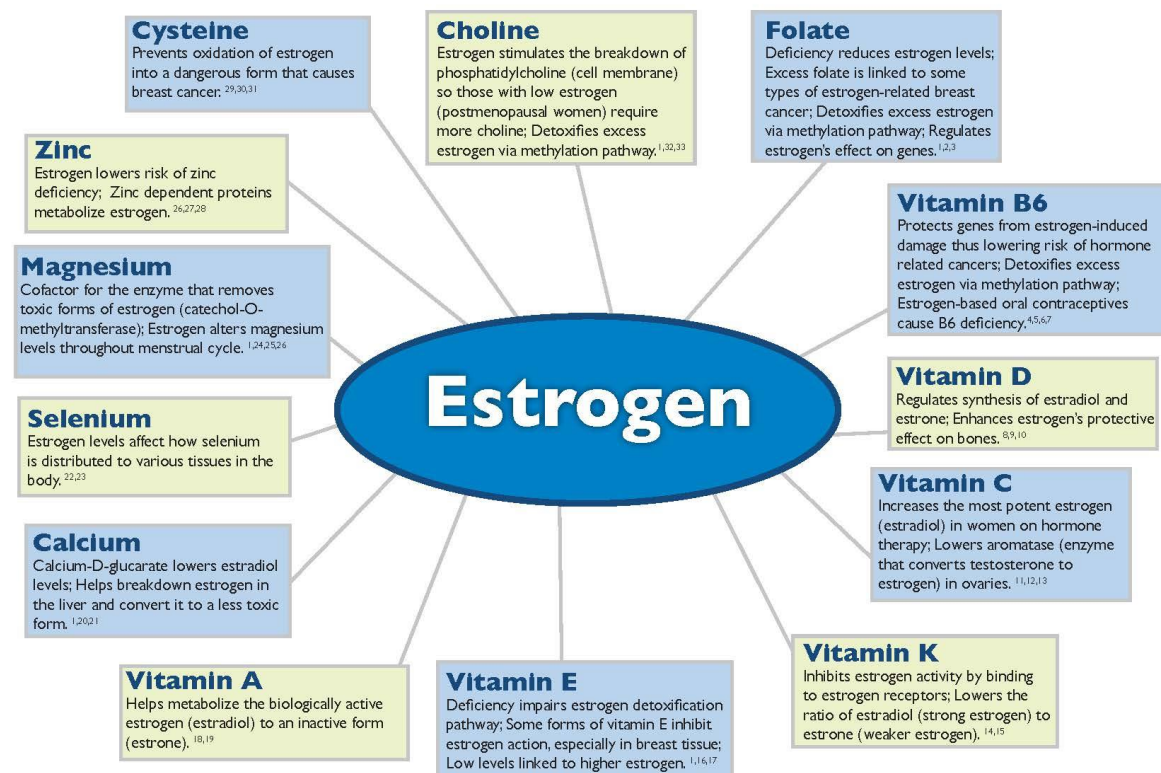 Cysteine
Prevents oxidation of estrogen
into a dangerous form that causes
breast cancer. 29,30,31
Choline
Estrogen stimulates the breakdown of
phosphatidylcholine (cell membrane)
so those with low estrogen
(postmenopausal women) require
more choline; Detoxifies excess
estrogen via methylation pathway.1,32,33
Folate
Deficiency reduces estrogen levels;
Excess folate is linked to some
types of estrogen-related breast
cancer; Detoxifies excess estrogen
via methylation pathway; Regulates
estrogen's effect on genes.1,2,3
Zinc
Estrogen lowers risk of zinc
deficiency; Zinc dependent proteins
metabolize estrogen. 26,27,28
Vitamin B6
Protects genes from estrogen-induced
damage thus lowering risk of hormone
related cancers; Detoxifies excess
estrogen via methylation pathway;
Estrogen-based oral contraceptives
cause B6 deficiency.4,5,6,7
Magnesium
Cofactor for the enzyme that removes
toxic forms of estrogen (catechol-O-
methyltransferase); Estrogen alters magnesium
levels throughout menstrual cycle. 1,24,25,26
Estrogen
Vitamin D
Regulates synthesis of estradiol and
estrone; Enhances estrogen's protective
effect on bones. 8,9,10
Selenium
Estrogen levels affect how selenium
is distributed to various tissues in the
body. 22,23
Vitamin C
Increases the most potent estrogen
(estradiol) in women on hormone
therapy; Lowers aromatase (enzyme
that converts testosterone to
estrogen) in ovaries. 11,12,13
Calcium
Calcium-D-glucarate lowers estradiol
levels; Helps breakdown estrogen in
the liver and convert it to a less toxic
form. 1,20,21
Vitamin K
Inhibits estrogen activity by binding
to estrogen receptors; Lowers the
ratio of estradiol (strong estrogen) to
estrone (weaker estrogen). 14,15
Vitamin A
Helps metabolize the biologically active
estrogen (estradiol) to an inactive form
(estrone). 18,19
Vitamin E
Deficiency impairs estrogen detoxification
pathway; Some forms of vitamin E inhibit
estrogen action, especially in breast tissue;
Low levels linked to higher estrogen. 1,16,17